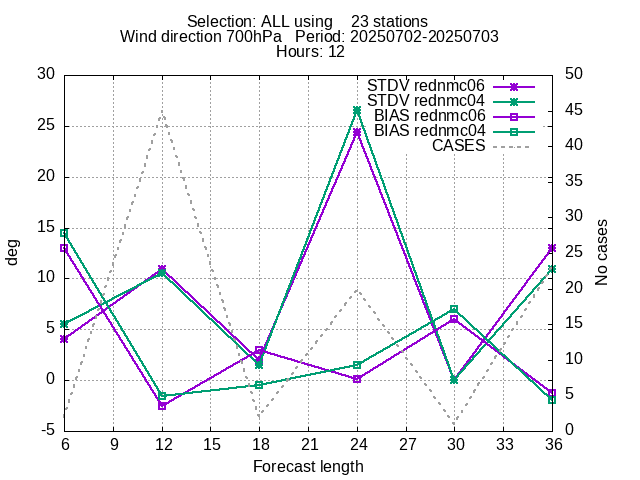 Selection: ALL using 23 stations
Wind direction 700hPa Period: 20250702-20250703
Hours: 12
STDV rednmc06
STDV rednmc04
BIAS rednmc06
BIAS rednmc04
CASES
30
25
20
15
10
5
0
-5
deg
50
45
40
35
30
25
20
15
10
5
0
No cases
6 9 12 15 18 21 24 27 30 33 36
Forecast length